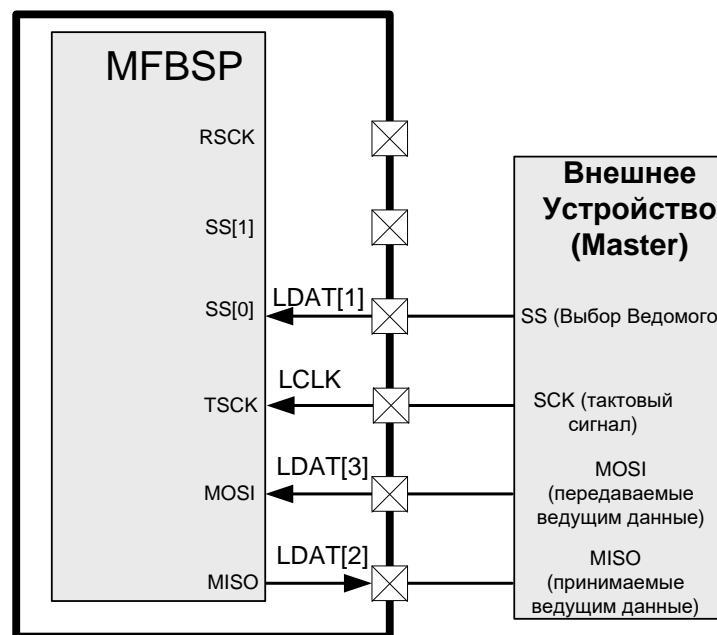 MFBSP
RSCK
SS[1]
SS[0]
TSCK
MOSI
MISO
LDAT[1]
LCLK
LDAT[3]
LDAT[2]
Внешнее
Устройство
(Master)
SS (Выбор Ведомого
SCK (тактовый
сигнал)
MOSI
(передаваемые
ведущим данные)
MISO
(принимаемые
ведущим данные)